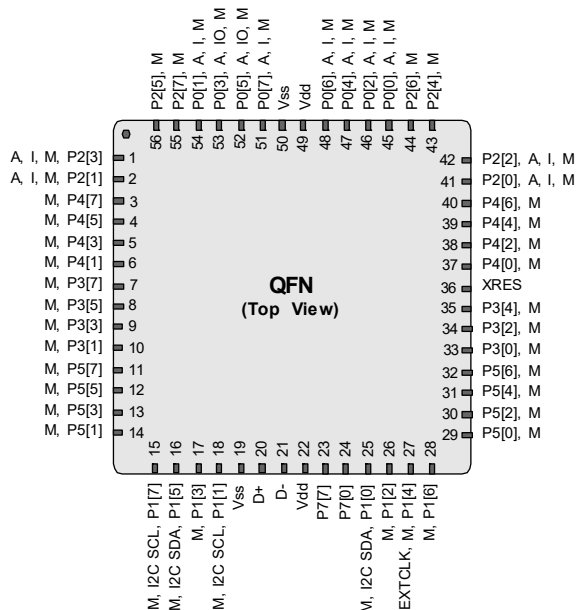 P2[5], M
P2[7], M
P0[1], A, I, M
P0[3], A, IO, M
P0[5], A, IO, M
P0[7], A, I, M
Vss
Vdd
P0[6], A, I, M
P0[4], A, I, M
P0[2], A, I, M
P0[0], A, I, M
P2[6], M
P2[4], M
56
55
54
53
52
51
50
49
48
47
46
45
44
43
A, I, M, P2[3] 1
A, I, M, P2[1] 2
M, P4[7] 3
M, P4[5] 4
M, P4[3] 5
M, P4[1] 6
M, P3[7] 7
M, P3[5] 8
M, P3[3] 9
M, P3[1] 10
M, P5[7] 11
M, P5[5] 12
M, P5[3] 13
M, P5[1] 14
QFN
(Top View)
42 P2[2], A, I, M
41 P2[0], A, I, M
40 P4[6], M
39 P4[4], M
38 P4[2], M
37 P4[0], M
36 XRES
35 P3[4], M
34 P3[2], M
33 P3[0], M
32 P5[6], M
31 P5[4], M
30 P5[2], M
29 P5[0], M
15
16
17
18
19
20
21
22
23
24
25
26
27
28
M, I2C SCL, P1[7]
M, I2C SDA, P1[5]
M, P1[3]
M, I2C SCL, P1[1]
Vss
D+
D-
Vdd
P7[7]
P7[0]
M, I2C SDA, P1[0]
M, P1[2]
EXTCLK, M, P1[4]
M, P1[6]